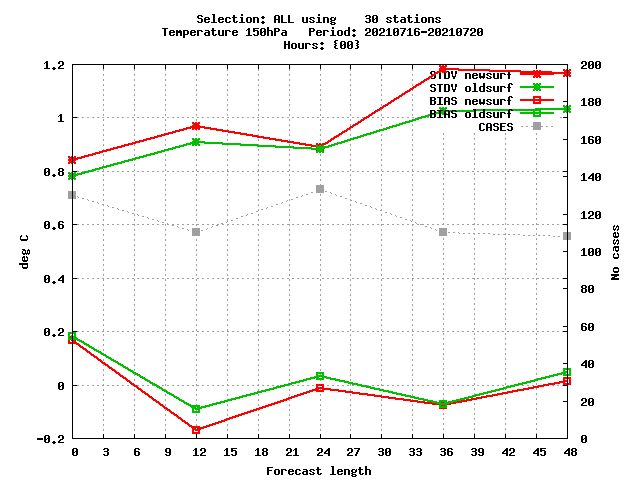 Selection: ALL using    30 stations
Temperature 150hPa   Period: 20210716-20210720
Hours: {00}
1.2
1
0.8
0.6
0.4
0.2
0
-0.2
deg C
STDV newsurf
STDV oldsurf
BIAS newsurf
BIAS oldsurf
CASES
200
180
160
140
120
100
80
60
40
20
0
No cases
0 3 6 9 12 15 18 21 24 27 30 33 36 39 42 45 48
Forecast length